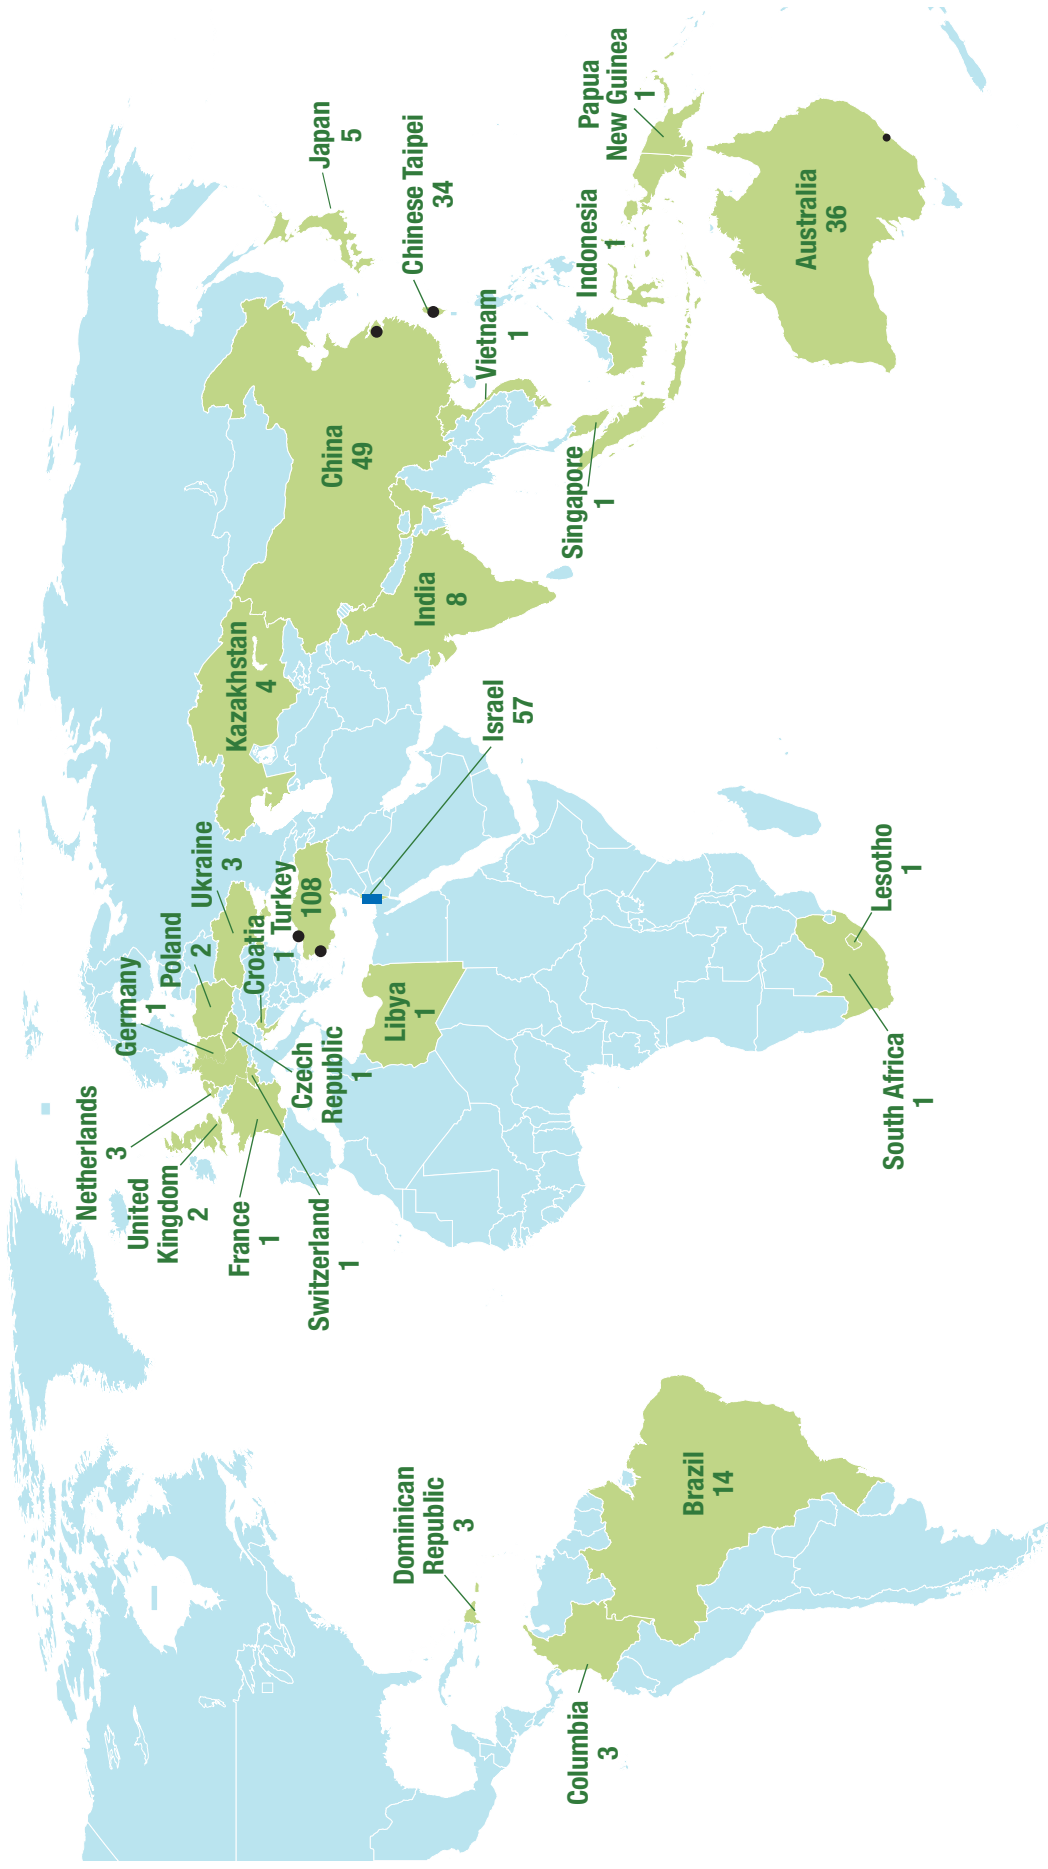 Netherlands
3
United
Kingdom
2
France
1
Switzerland
1
Germany
1
Poland
2
Ukraine
3
Croatia
1
Czech
Republic
1
Turkey
108
Kazakhstan
4
Israel
57
Libya
1
China
49
India
8
Japan
5
Chinese Taipei
34
Vietnam
1
Singapore
1
Indonesia
1
Papua
New Guinea
1
Australia
36
Lesotho
1
South Africa
1
Dominican
Republic
3
Columbia
3
Brazil
14